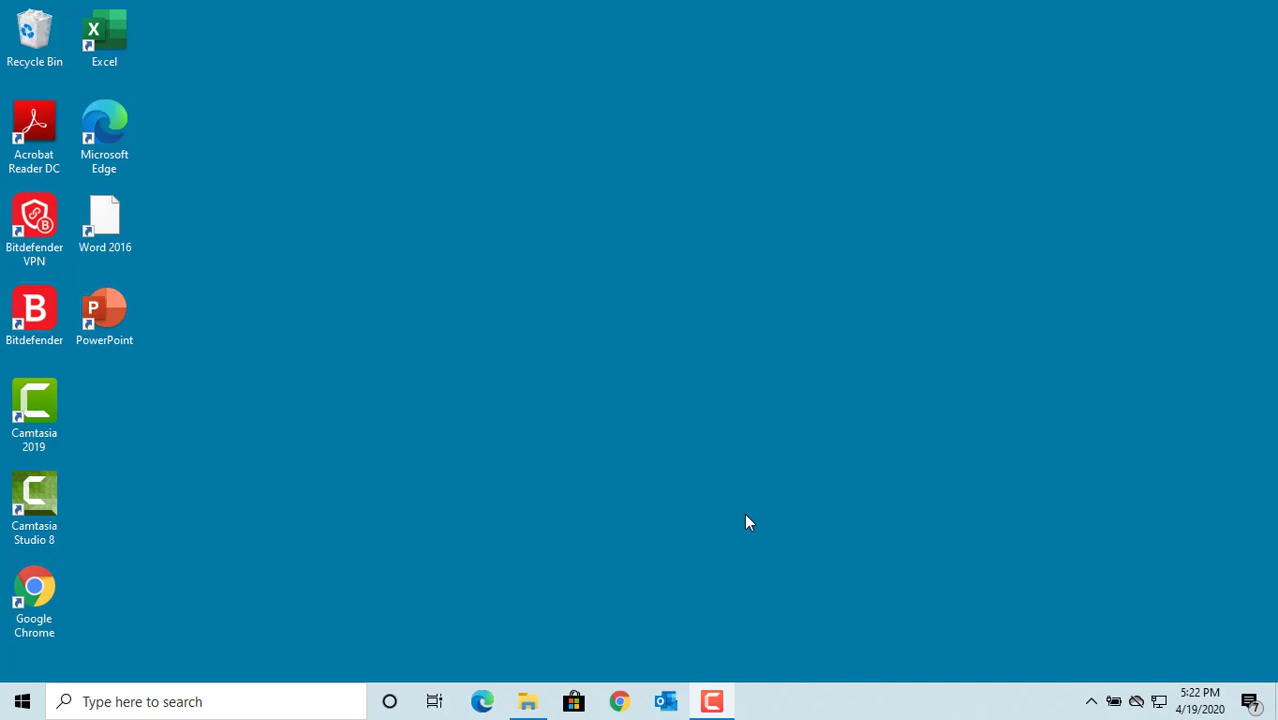 Recycle Bin
Excel
Acrobat
Reader DC
Microsoft
Edge
Bitdefender
VPN
Word 2016
Bitdefender
PowerPoint
Camtasia
2019
Camtasia
Studio 8
Google
Chrome
Type here to search
5:22 PM
4/19/2020
7